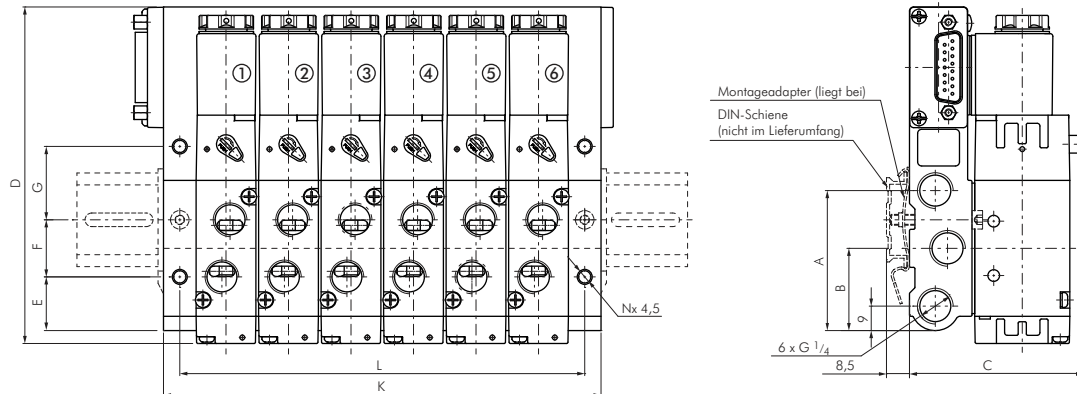 ① ② ③ ④ ⑤ ⑥
D
G
F
E
Nx 4,5
L
K
Montageadapter (liegt bei)
DIN-Schiene
(nicht im Lieferumfang)
A
B
9
6 x G 1/4
8,5
C